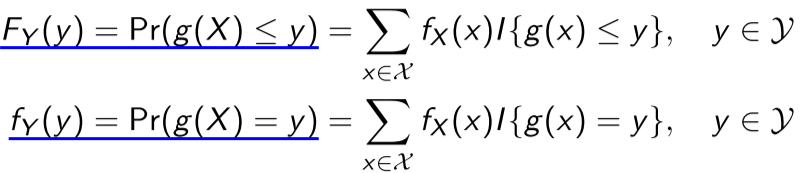 F_Y(y) = Pr(g(X) ≤ y) = ∑_{x∈𝒳} f_X(x)I{g(x) ≤ y}, y ∈ 𝒴
f_Y(y) = Pr(g(X) = y) = ∑_{x∈𝒳} f_X(x)I{g(x) = y}, y ∈ 𝒴